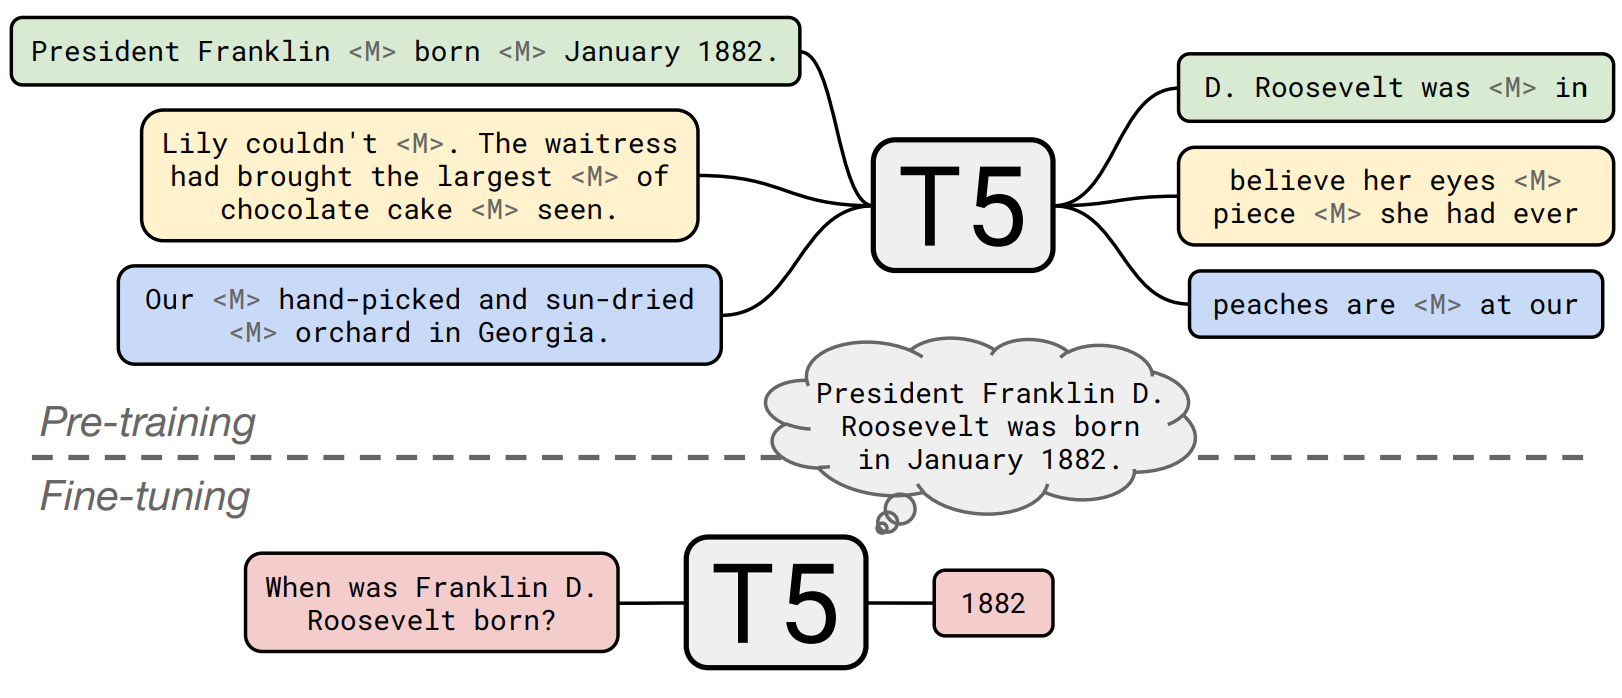 President Franklin <M> born <M> January 1882.
Lily couldn't <M>. The waitress
had brought the largest <M> of
chocolate cake <M> seen.
Our <M> hand-picked and sun-dried
<M> orchard in Georgia.
T5
D. Roosevelt was <M> in
believe her eyes <M>
piece <M> she had ever
peaches are <M> at our
Pre-training
President Franklin D.
Roosevelt was born
in January 1882.
Fine-tuning
When was Franklin D.
Roosevelt born?
T5
1882